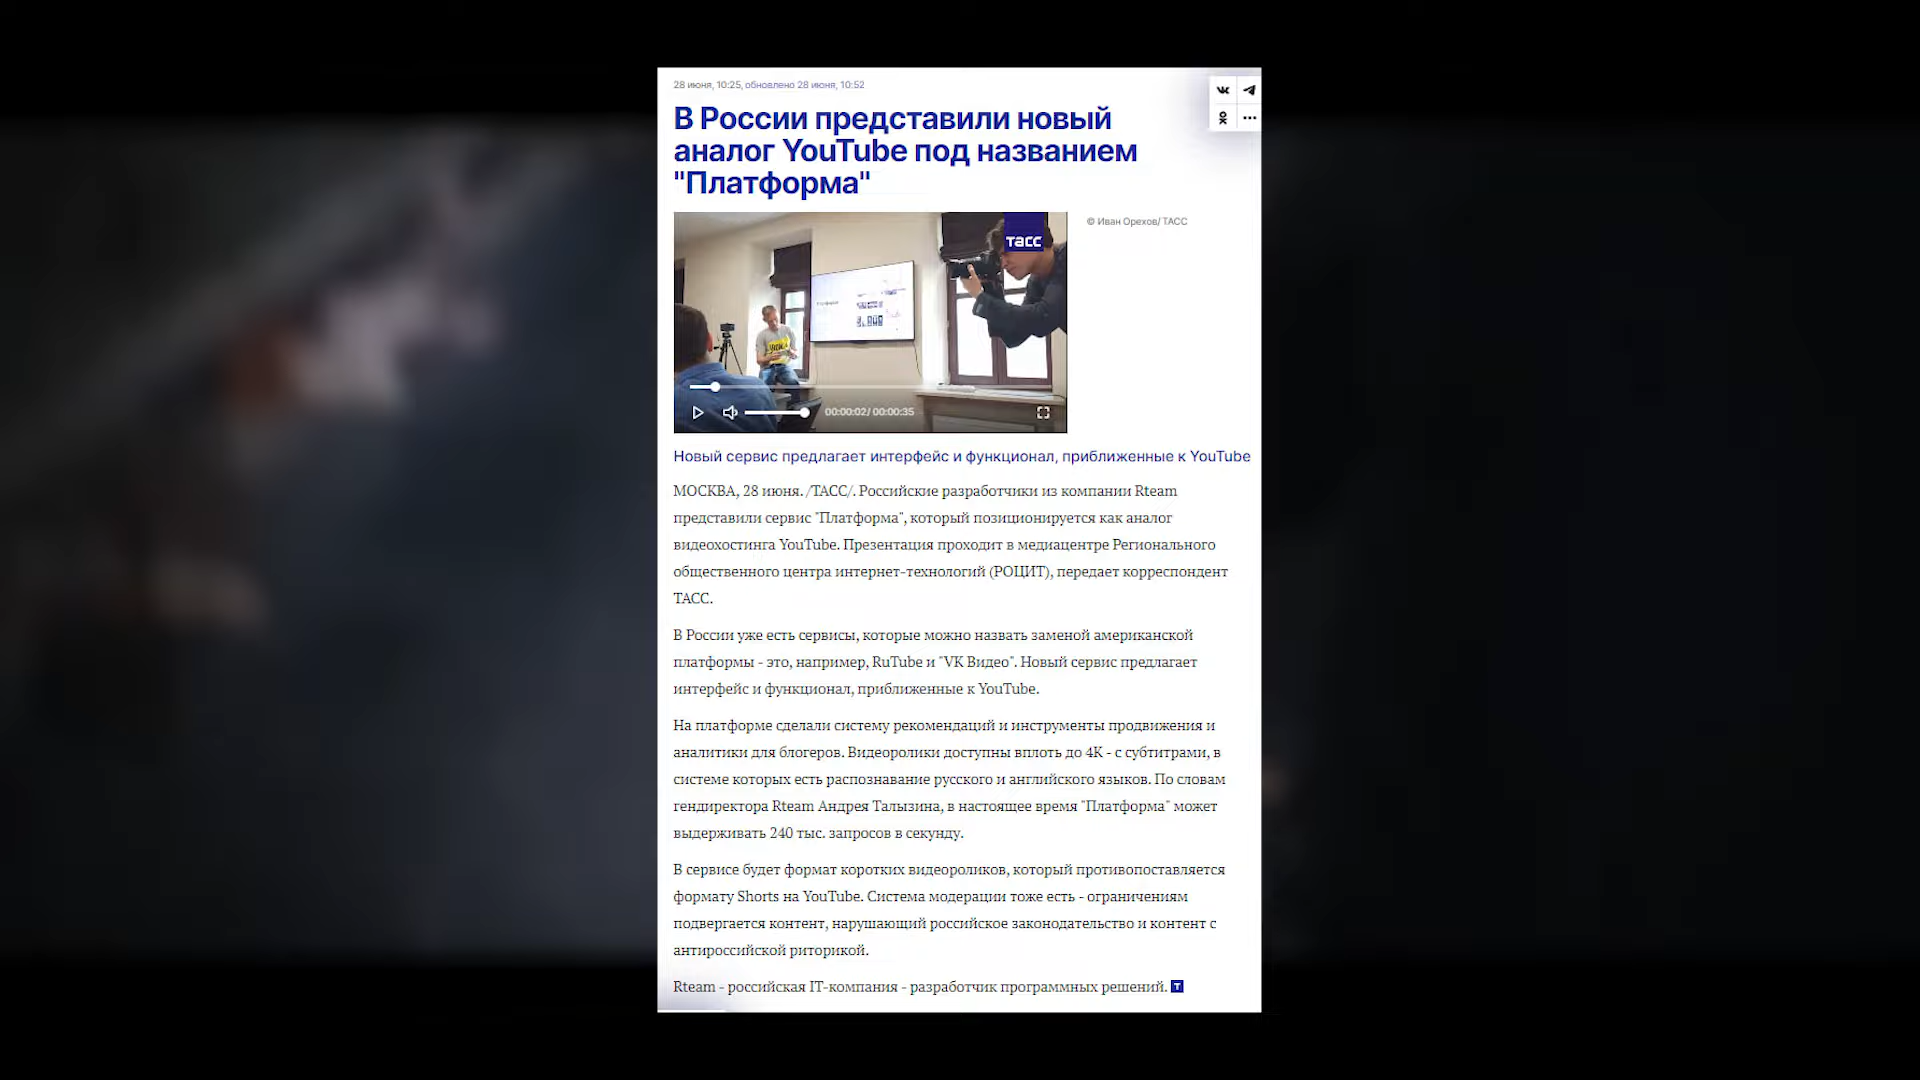 28 июня, 10:25, обновлено 28 июня, 10:52
В России представили новый
аналог YouTube под названием
"Платформа"
© Иван Орехов/ ТАСС
ТАСС
00:00:02/ 00:00:35
Новый сервис предлагает интерфейс и функционал, приближенные к YouTube
МОСКВА, 28 июня. /ТАСС/. Российские разработчики из компании Rteam
представили сервис "Платформа", который позиционируется как аналог
видеохостинга YouTube. Презентация проходит в медиацентре Регионального
общественного центра интернет-технологий (РОЦИТ), передает корреспондент
ТАСС.
В России уже есть сервисы, которые можно назвать заменой американской
платформы - это, например, RuTube и "VK Видео". Новый сервис предлагает
интерфейс и функционал, приближенные к YouTube.
На платформе сделали систему рекомендаций и инструменты продвижения и
аналитики для блогеров. Видеоролики доступны вплоть до 4К - с субтитрами, в
системе которых есть распознавание русского и английского языков. По словам
гендиректора Rteam Андрея Талызина, в настоящее время "Платформа" может
выдерживать 240 тыс. запросов в секунду.
В сервисе будет формат коротких видеороликов, который противопоставляется
формату Shorts на YouTube. Система модерации тоже есть - ограничениям
подвергается контент, нарушающий российское законодательство и контент с
антироссийской риторикой.
Rteam - российская IT-компания - разработчик программных решений.